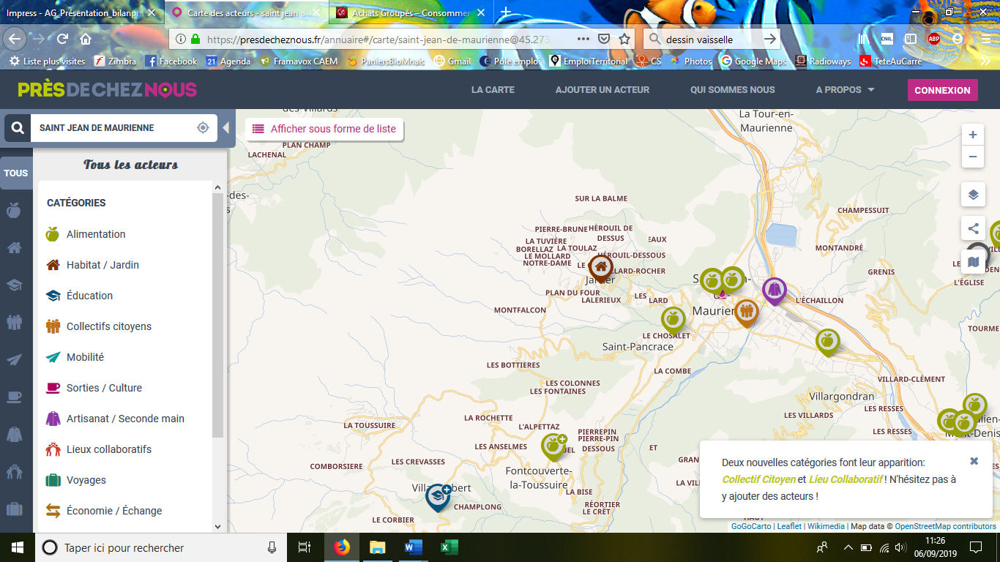 Impress - AG_Présentation_bilanp
Carte des acteurs - saint jean d
Achats Groupés – Consommer
https://presdecheznous.fr/annuaire#/carte/saint-jean-de-maurienne@45.273
dessin vaisselle
CNIL
ABP
Liste plus visites
Zimbra
Facebook
21 Agenda
Framavox CAEM
PaniersBioMnais
Gmail
Pôle emploi
EmploiTerritorial
CS
Photos
Google Maps
Radioways
TeteAuCarré
PRÈSDECHEZNOUS
LA CARTE
AJOUTER UN ACTEUR
QUI SOMMES NOUS
A PROPOS
CONNEXION
SAINT JEAN DE MAURIENNE
Afficher sous forme de liste
TOUS
Tous les acteurs
CATÉGORIES
Alimentation
Habitat / Jardin
Éducation
Collectifs citoyens
Mobilité
Sorties / Culture
Artisanat / Seconde main
Lieux collaboratifs
Voyages
Économie / Échange
des-Villards
PLAN CHAMP
LACHENAL
-des-
La Tour-en-
Maurienne
SUR LA BALME
CHAMPESSUIT
PIERRE-BRUNE
HÉROUIL DE
DESSUS
LA TUVIÈRE
EAUX
BORELLAZ
LA TOULAZ
LE MOLLARD
HÉROUIL-DESSOUS
NOTRE-DAME
LLARD-ROCHER
MONTANDRÉ
GRENIS
L'ÉGLISE
Jarrier
PLAN DU FOUR
LALERIEUX
LES
LARD
L'ÉCHAILLON
MONTFALCON
Maurienne
LE CHOSALET
Saint-Pancrace
TOURME
LES BOTTIERES
LA COMBE
LES COLONNES
LES FONTAINES
VILLARD-CLÉMENT
Villargondran
LES RESSES
LES VILLARDS
LES RESSES
LA ROCHETTE
LA TOUSSUIRE
L'ALPETTAZ
PIERREPIN
PIERRE-PIN
DESSOUS
LES ANSELMES
ET
COMBORSIERE
LES CREVASSES
Fontcouverte-
la-Toussuire
GRAN
LA VILL
LA BISE
CHAMPLONG
RÉORTIER
LE CRÊT
LE CORBIER
Deux nouvelles catégories font leur apparition:
Collectif Citoyen et Lieu Collaboratif ! N'hésitez pas à
y ajouter des acteurs !
GoGoCarto | Leaflet | Wikimedia | Map data © OpenStreetMap contributors
Taper ici pour rechercher
11:26
06/09/2019